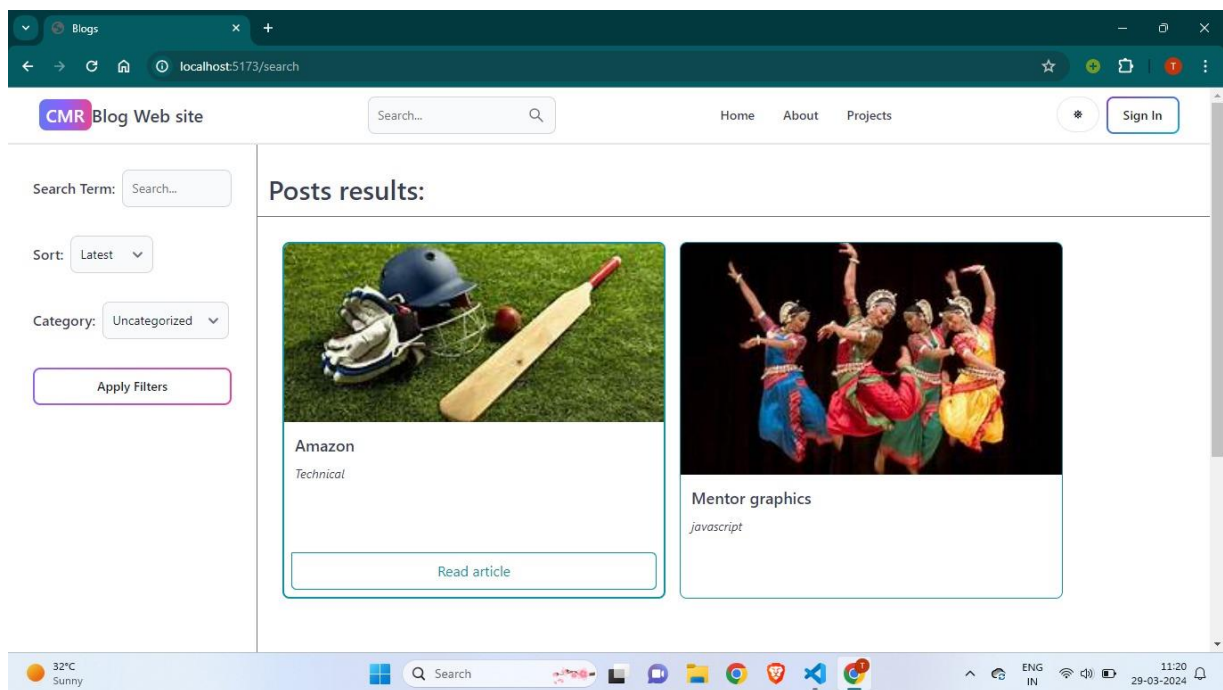 Blogs
localhost:5173/search
T
CMR Blog Web site
Search...
Home
About
Projects
Sign In
Search Term: Search...
Posts results:
Sort: Latest
Category: Uncategorized
Apply Filters
Amazon
Technical
Read article
Mentor graphics
javascript
32°C
Sunny
Search
T
ENG
IN
11:20
29-03-2024